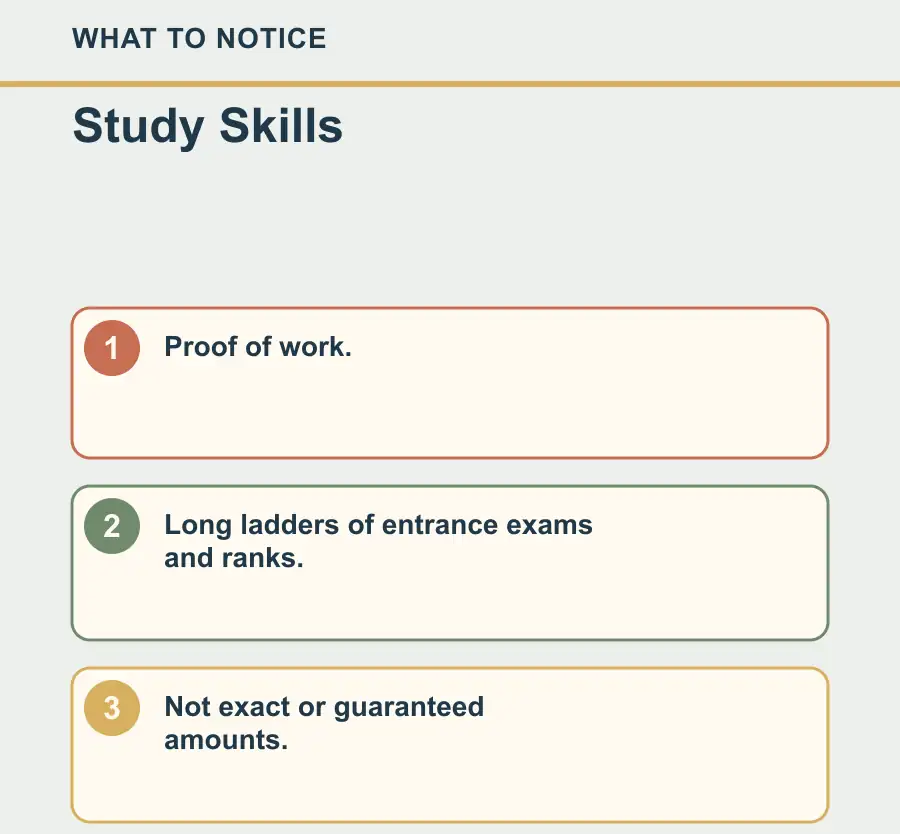 WHAT TO NOTICE
Study Skills
1
Proof of work.
2
Long ladders of entrance exams
and ranks.
3
Not exact or guaranteed
amounts.